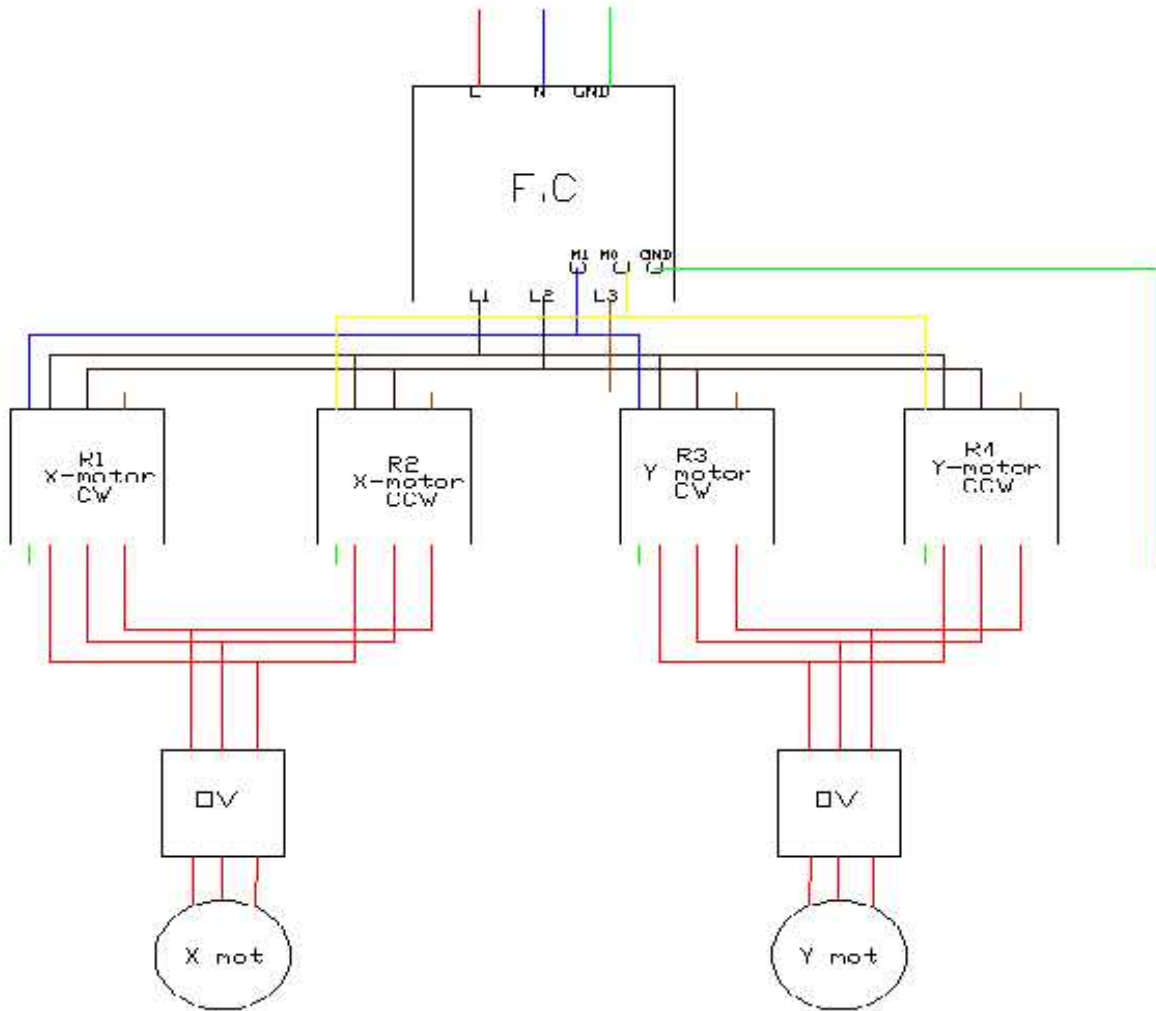 L N GND
F.C
M1 M0 GND
L1 L2 L3
R1
X-motor
CW
R2
X-motor
CCW
R3
Y motor
CW
R4
Y-motor
CCW
OV
OV
X mot
Y mot